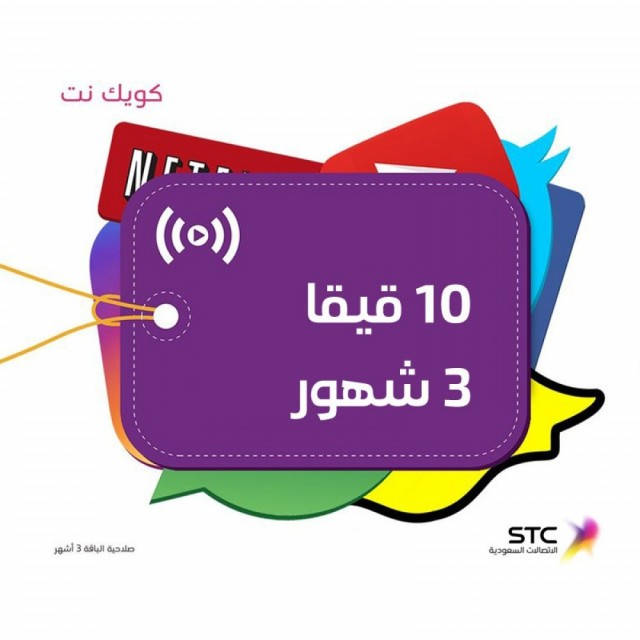 كويك نت
10 قيقا
3 شهور
STC
الاتصالات السعودية
صلاحية الباقة 3 أشهر